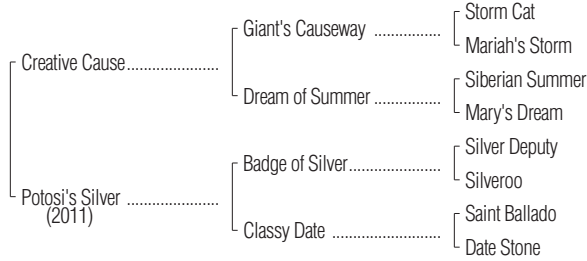 Storm Cat
Giant's Causeway ................
Mariah's Storm
Creative Cause......................
Siberian Summer
Dream of Summer ................
Mary's Dream
Silver Deputy
Badge of Silver......................
Silveroo
Potosi's Silver .......................
(2011)
Saint Ballado
Classy Date ..........................
Date Stone